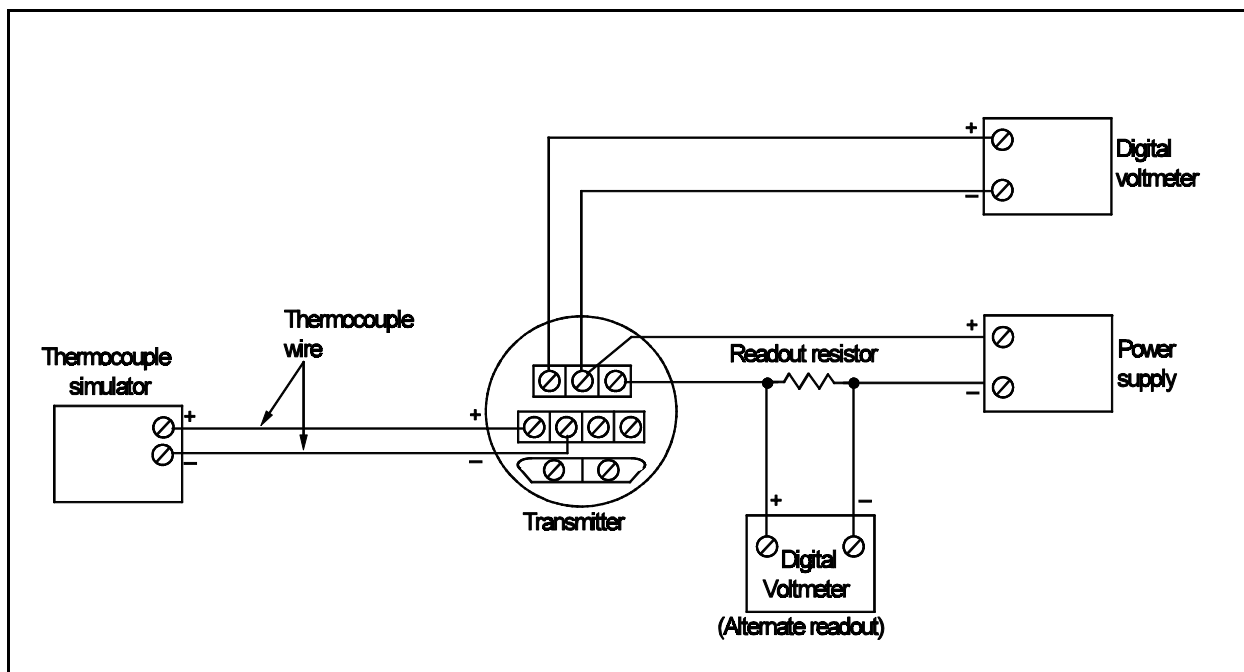 +
Digital
voltmeter
−
Thermocouple
wire
Thermocouple
simulator
+
−
+
−
Transmitter
Readout resistor
+
Power
supply
−
+
−
Digital
Voltmeter
(Alternate readout)